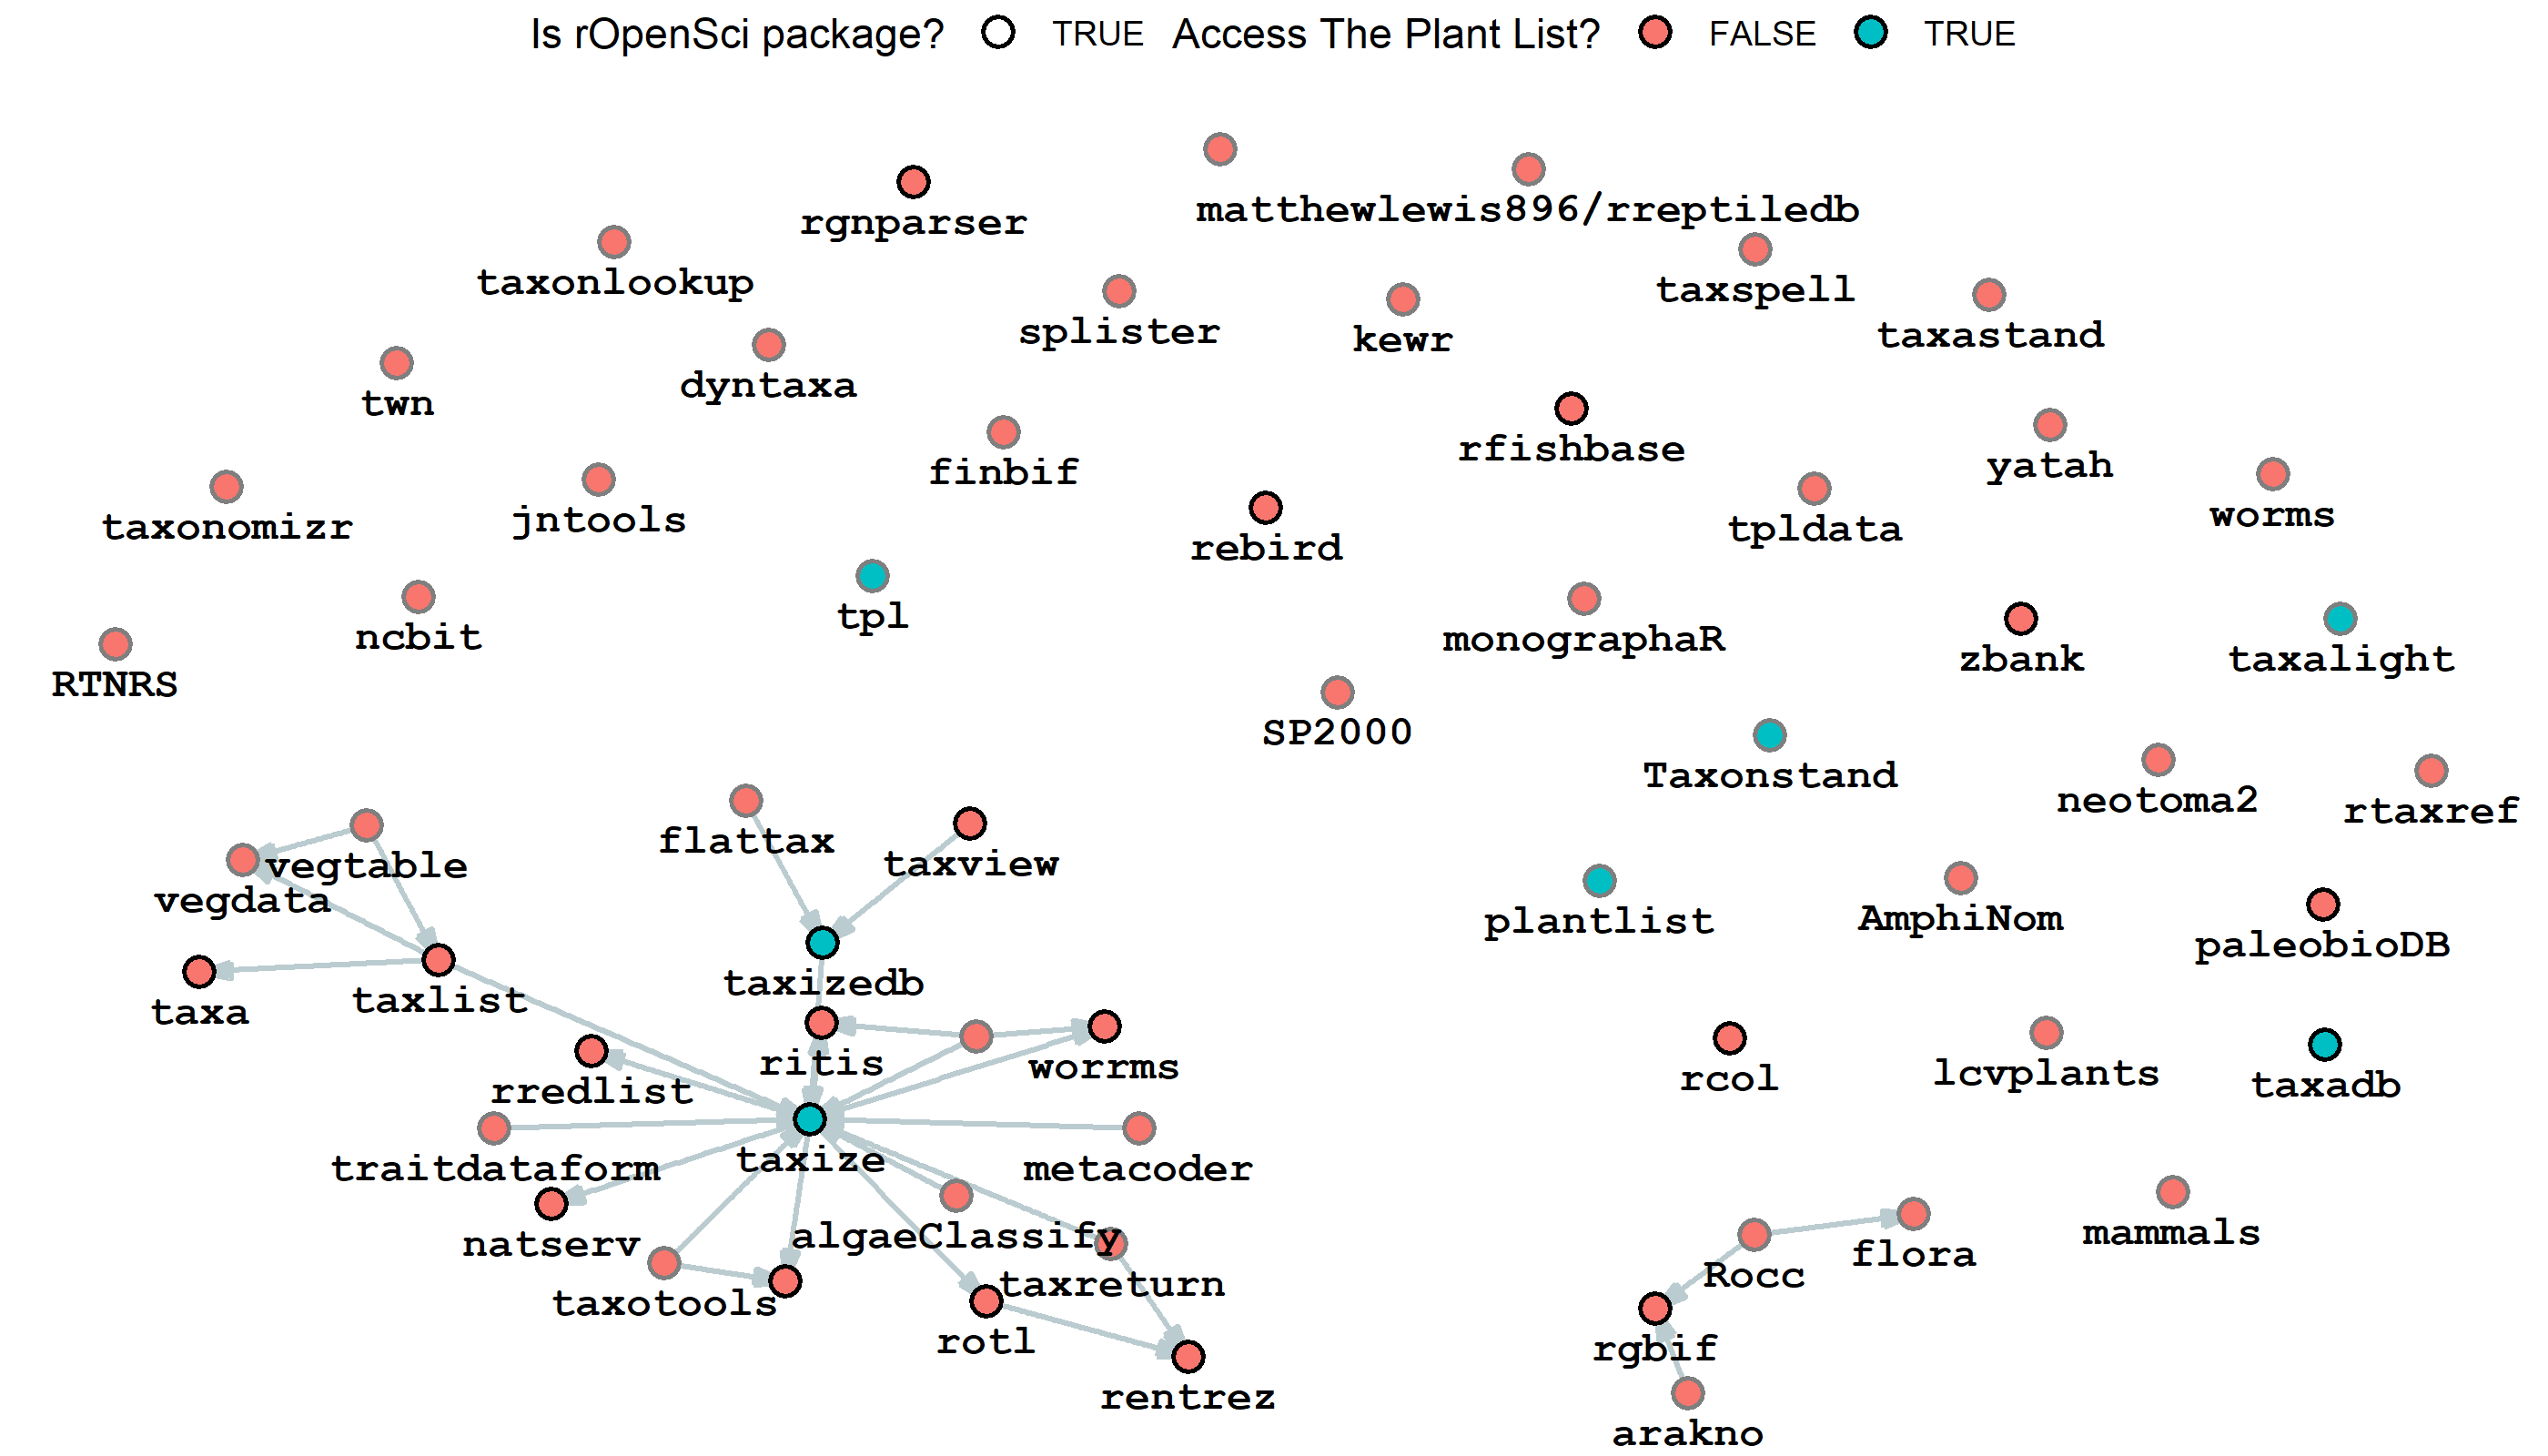 Is rOpenSci package? TRUE Access The Plant List? FALSE TRUE
matthewlewis896/rreptiledb
rgnparser
taxonlookup
taxspell
splister
kewr
taxastand
dyntaxa
twn
rfishbase
finbif
yatah
taxonomizr
jntools
tpldata
worms
rebird
tpl
ncbit
monographaR
zbank
taxalight
RTNRS
SP2000
Taxonstand
neotoma2
rtaxref
flattax
taxview
vegtable
vegdata
plantlist
AmphiNom
paleobioDB
taxizedb
taxlist
taxa
ritis
worrms
rredlist
rcol
lcvplants
taxadb
taxize
traitdataform
metacoder
natserv
algaeClassify
mammals
flora
Rocc
taxreturn
taxotools
rotl
rgbif
rentrez
arakno